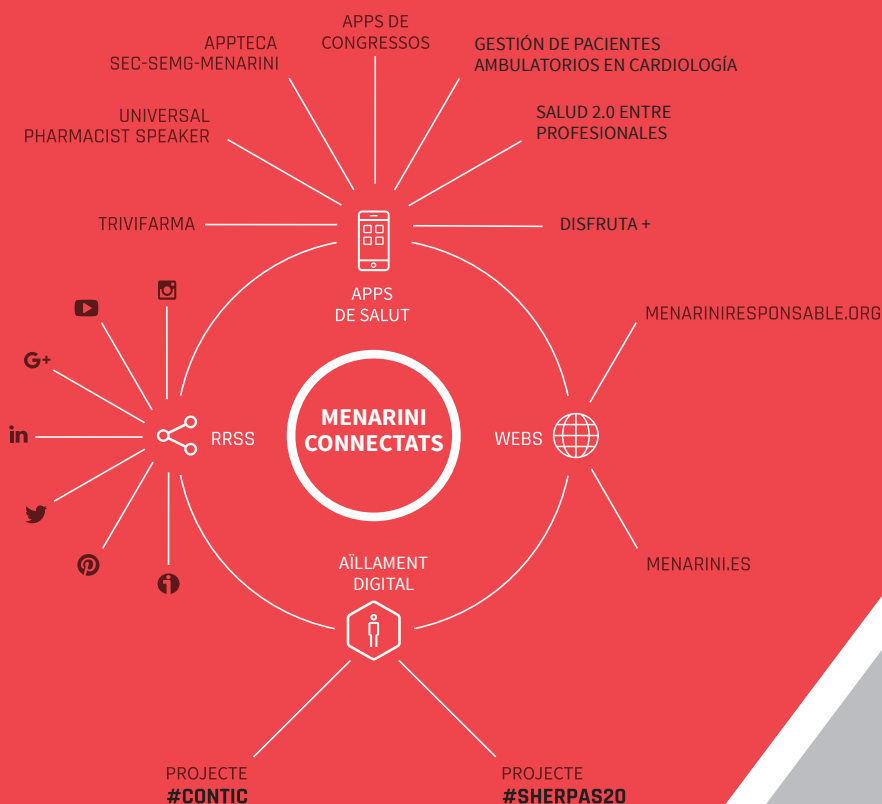 APPS DE
CONGRESSOS
APPTECA
SEC-SEMG-MENARINI
GESTIÓN DE PACIENTES
AMBULATORIOS EN CARDIOLOGÍA
UNIVERSAL
PHARMACIST SPEAKER
SALUD 2.0 ENTRE
PROFESIONALES
TRIVIFARMA
DISFRUTA +
APPS
DE SALUT
MENARINIRESPONSABLE.ORG
G+
in
RRSS
MENARINI
CONNECTATS
WEBS
AÏLLAMENT
DIGITAL
MENARINI.ES
PROJECTE
#CONTIC
PROJECTE
#SHERPAS20